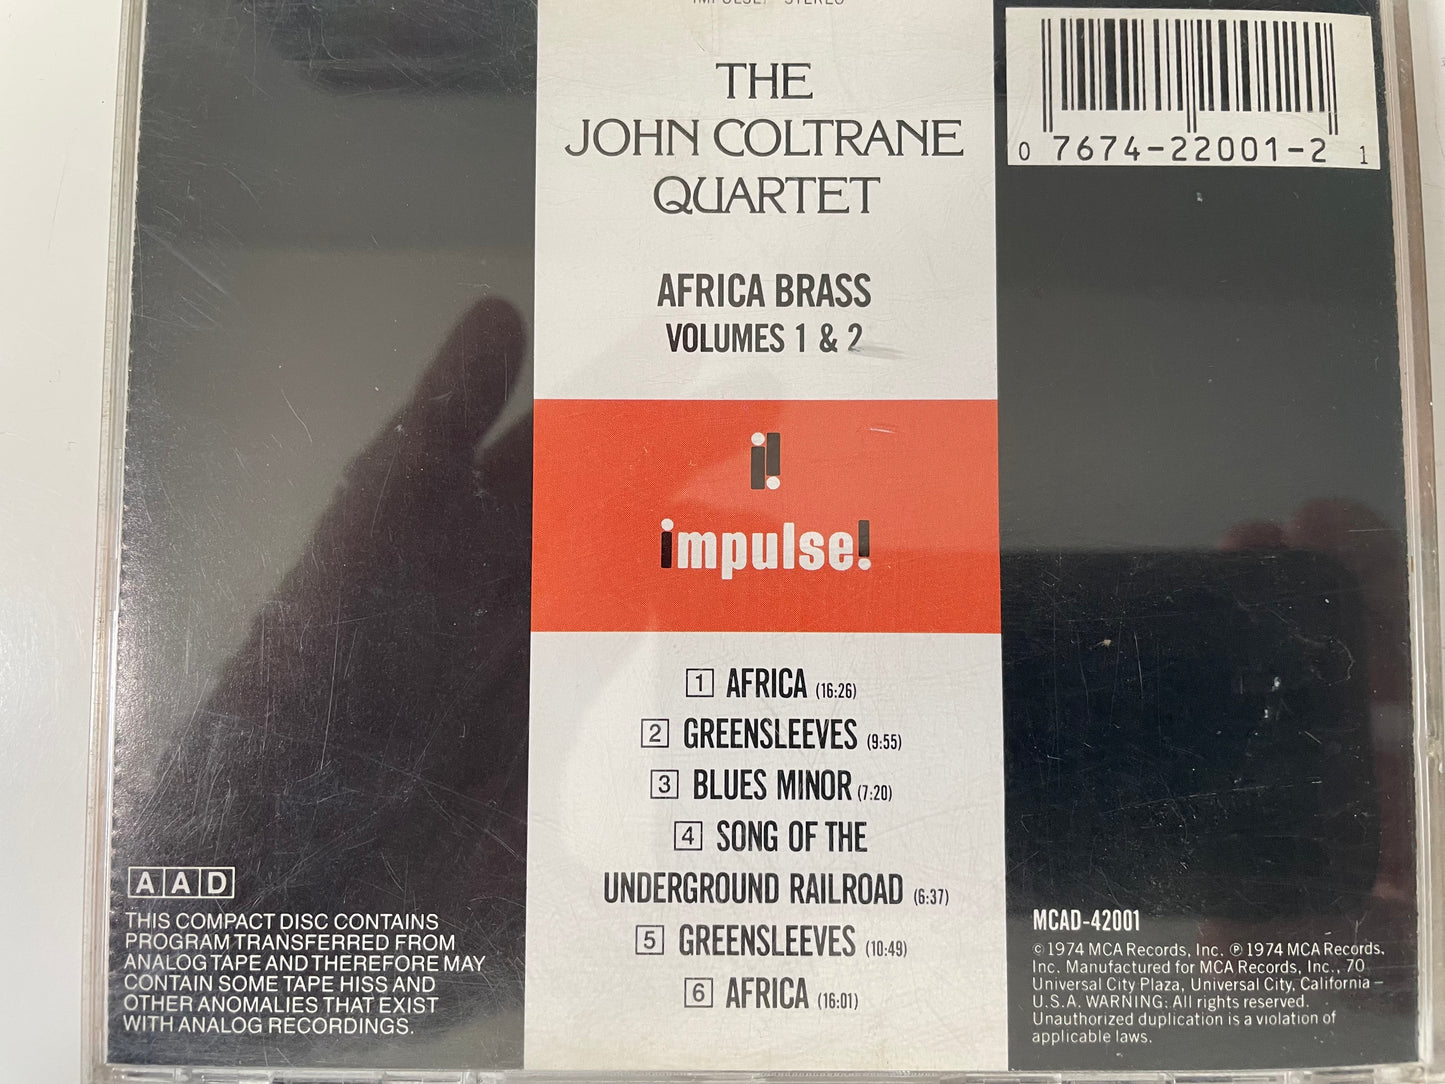 IMPULSE! STEREO
THE
JOHN COLTRANE
QUARTET
AFRICA BRASS
VOLUMES 1 & 2
impulse!
1 AFRICA (16:26)
2 GREENSLEEVES (9:55)
3 BLUES MINOR (7:20)
4 SONG OF THE
UNDERGROUND RAILROAD (6:37)
5 GREENSLEEVES (10:49)
6 AFRICA (16:01)
0 7674-22001-2 1
AAD
THIS COMPACT DISC CONTAINS
PROGRAM TRANSFERRED FROM
ANALOG TAPE AND THEREFORE MAY
CONTAIN SOME TAPE HISS AND
OTHER ANOMALIES THAT EXIST
WITH ANALOG RECORDINGS.
MCAD-42001
© 1974 MCA Records, Inc. ℗ 1974 MCA Records,
Inc. Manufactured for MCA Records, Inc., 70
Universal City Plaza, Universal City, California –
U.S.A. WARNING: All rights reserved.
Unauthorized duplication is a violation of
applicable laws.